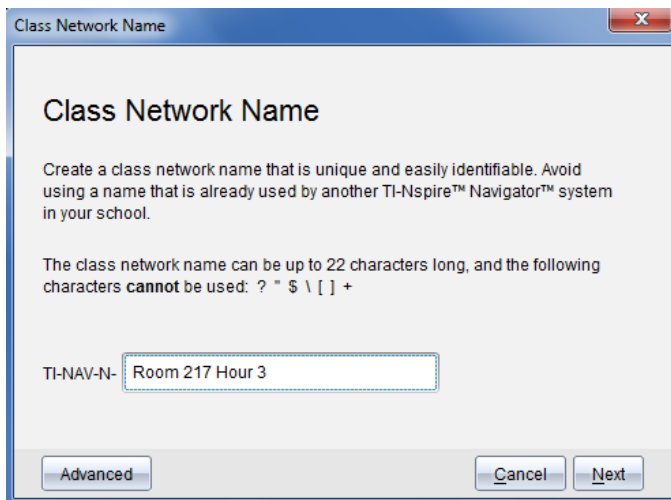 Class Network Name
Class Network Name
Create a class network name that is unique and easily identifiable. Avoid
using a name that is already used by another TI-Nspire™ Navigator™ system
in your school.
The class network name can be up to 22 characters long, and the following
characters cannot be used: ? " $ \ [ ] +
TI-NAV-N- Room 217 Hour 3
Advanced Cancel Next